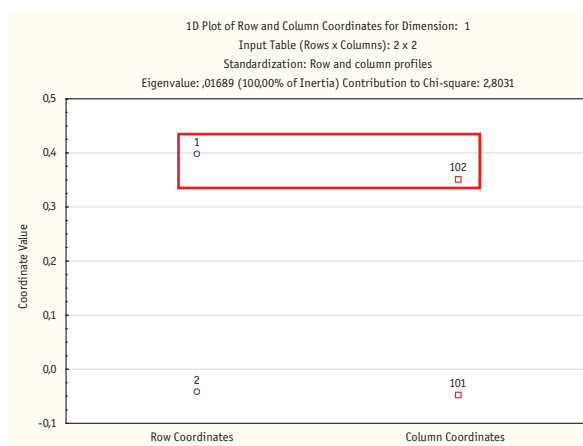 1D Plot of Row and Column Coordinates for Dimension: 1
Input Table (Rows x Columns): 2 x 2
Standardization: Row and column profiles
Eigenvalue: ,01689 (100,00% of Inertia) Contribution to Chi-square: 2,8031
0,5
1
0,4
102
0,3
0,2
Coordinate Value
0,1
0,0
2
101
-0,1
Row Coordinates
Column Coordinates